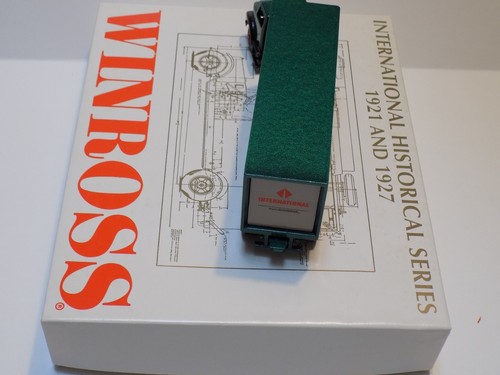 WINROSS®
INTERNATIONAL HISTORICAL SERIES
1921 AND 1927
INTERNATIONAL